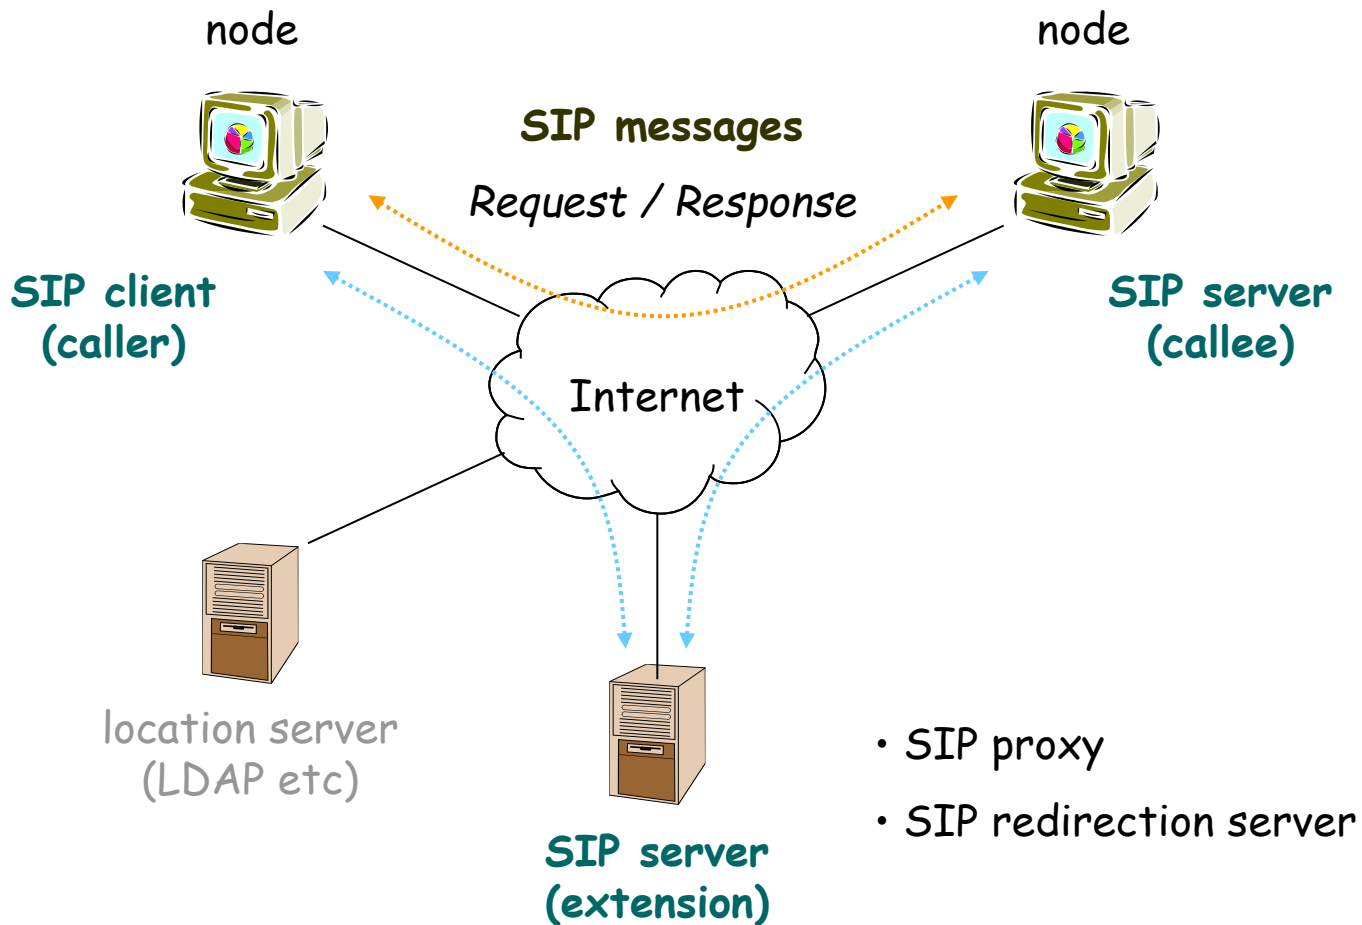 node
node
SIP messages
Request / Response
SIP client
(caller)
SIP server
(callee)
Internet
location server
(LDAP etc)
• SIP proxy
• SIP redirection server
SIP server
(extension)